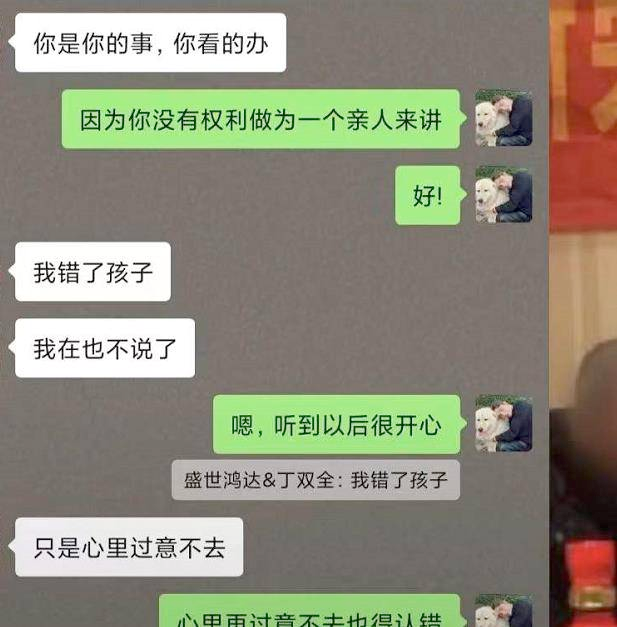 你是你的事，你看的办
因为你没有权利做为一个亲人来讲
好!
我错了孩子
我在也不说了
嗯，听到以后很开心
盛世鸿达&丁双全: 我错了孩子
只是心里过意不去
心里再过意不去也得认错